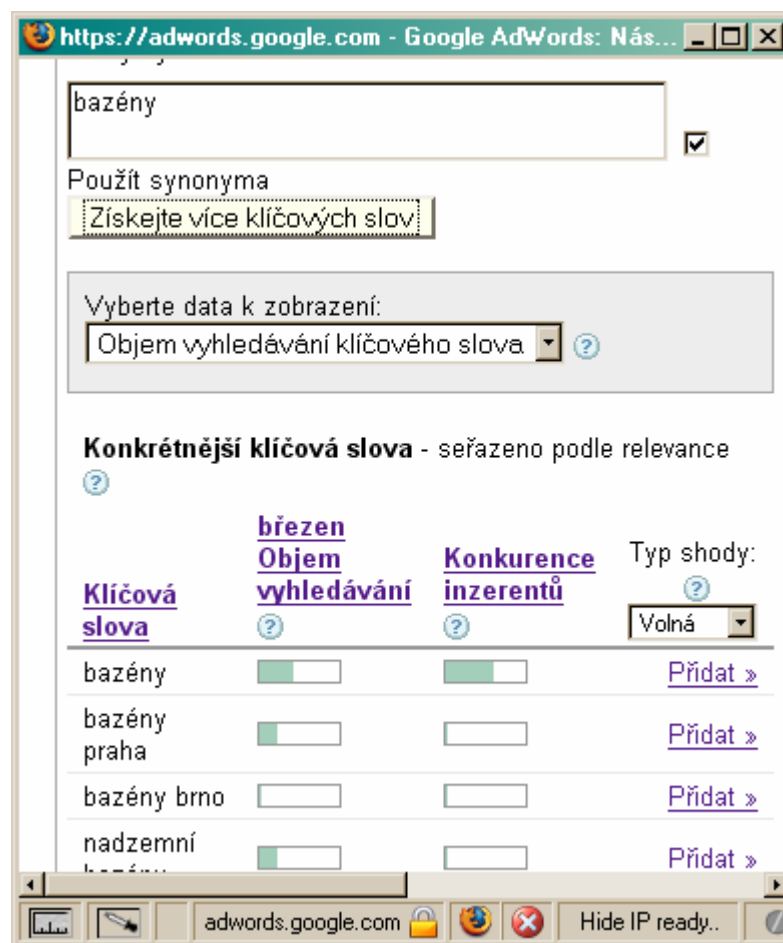 https://adwords.google.com - Google AdWords: Nás...
bazény
Použít synonyma
Získejte více klíčových slov
Vyberte data k zobrazení:
Objem vyhledávání klíčového slova
Konkrétnější klíčová slova - seřazeno podle relevance
Klíčová slova
březen Objem vyhledávání
Konkurence inzerentů
Typ shody:
Volná
bazény Přidat »
bazény
praha Přidat »
bazény brno Přidat »
nadzemní
Přidat »
adwords.google.com Hide IP ready..